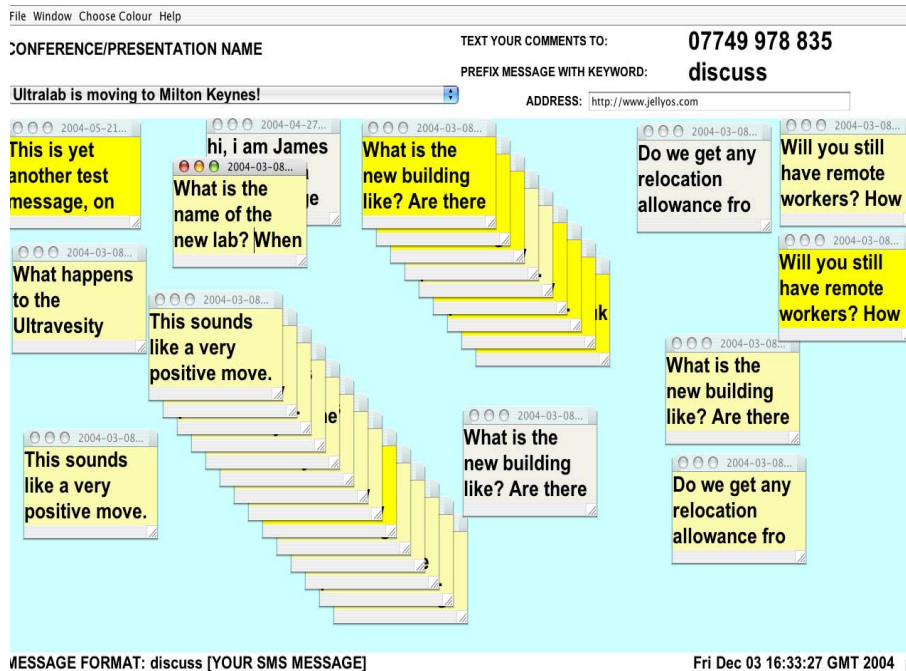 File Window Choose Colour Help
CONFERENCE/PRESENTATION NAME
TEXT YOUR COMMENTS TO: 07749 978 835
PREFIX MESSAGE WITH KEYWORD: discuss
Ultralab is moving to Milton Keynes!
ADDRESS: http://www.jellyos.com
2004-05-21...
This is yet
another test
message, on
2004-04-27...
hi, i am James
2004-03-08...
What is the
name of the
new lab? When
2004-03-08...
What is the
new building
like? Are there
2004-03-08...
Do we get any
relocation
allowance fro
2004-03-08...
Will you still
have remote
workers? How
2004-03-08...
Will you still
have remote
workers? How
2004-03-08...
What happens
to the
Ultravesity
2004-03-08...
This sounds
like a very
positive move.
2004-03-08...
What is the
new building
like? Are there
2004-03-08...
This sounds
like a very
positive move.
2004-03-08...
What is the
new building
like? Are there
2004-03-08...
Do we get any
relocation
allowance fro
MESSAGE FORMAT: discuss [YOUR SMS MESSAGE]
Fri Dec 03 16:33:27 GMT 2004